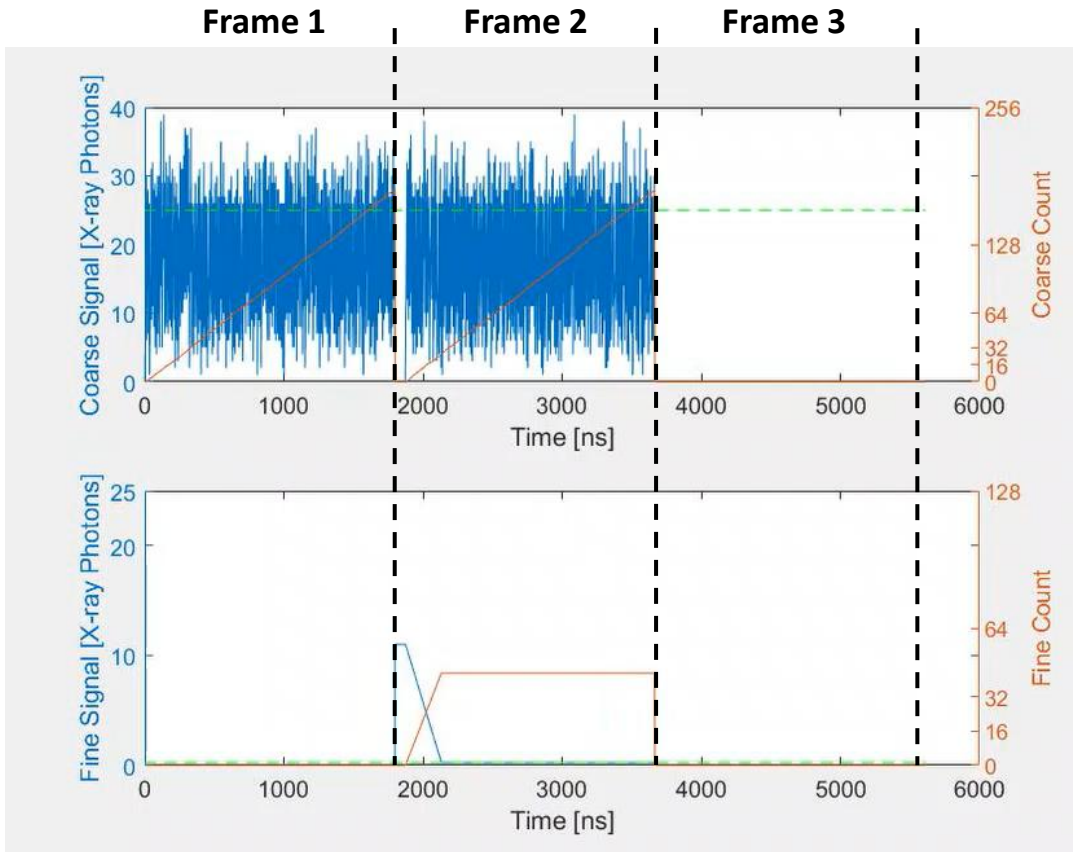 Frame 1 Frame 2 Frame 3
Coarse Signal [X-ray Photons]
40
30
20
10
0
256
128
64
32
16
0
Coarse Count
0 1000 2000 3000 4000 5000 6000
Time [ns]
Fine Signal [X-ray Photons]
25
20
10
0
128
64
32
16
0
Fine Count
0 1000 2000 3000 4000 5000 6000
Time [ns]